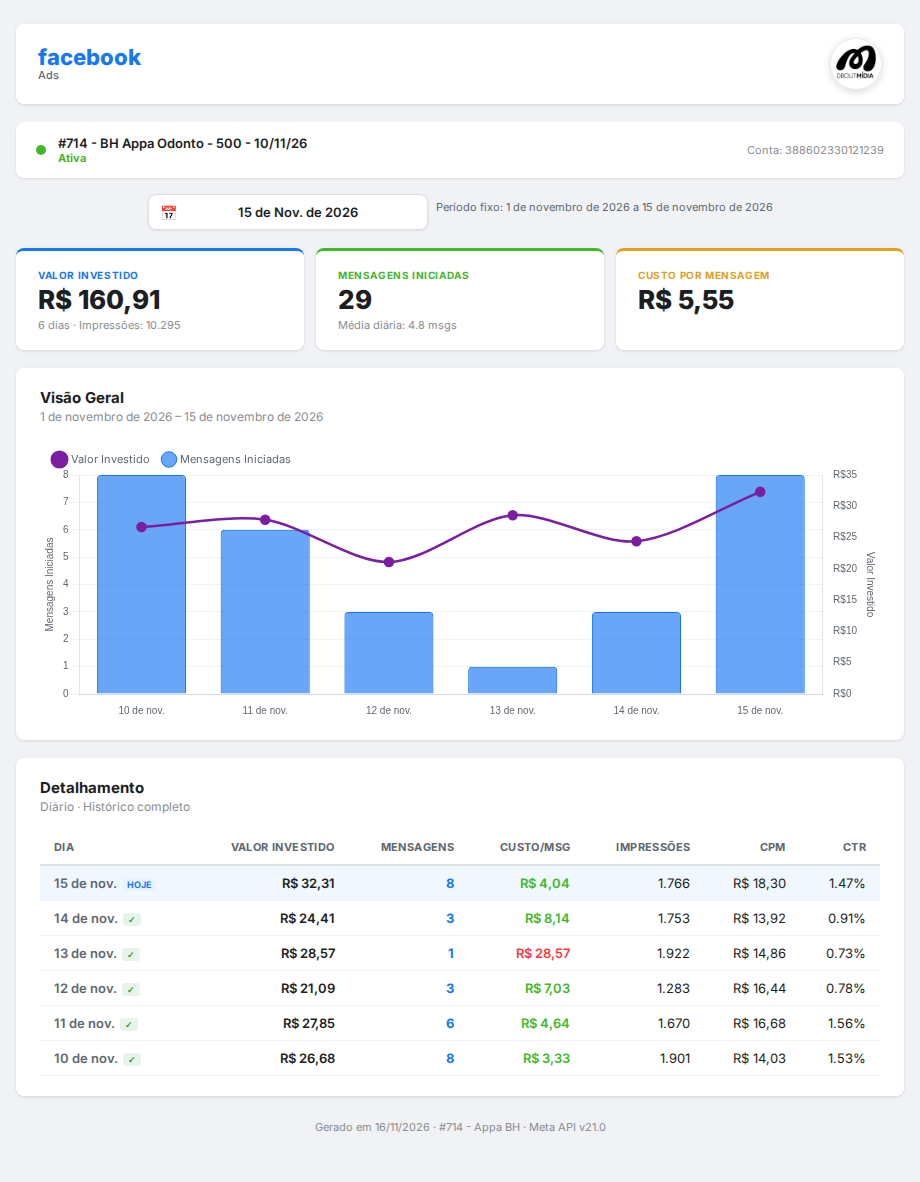 facebook
Ads
DBOUTMÍDIA
#714 - BH Appa Odonto - 500 - 10/11/26
Ativa
Conta: 388602330121239
15 de Nov. de 2026
Período fixo: 1 de novembro de 2026 a 15 de novembro de 2026
VALOR INVESTIDO
R$ 160,91
6 dias · Impressões: 10.295
MENSAGENS INICIADAS
29
Média diária: 4.8 msgs
CUSTO POR MENSAGEM
R$ 5,55
Visão Geral
1 de novembro de 2026 – 15 de novembro de 2026
Valor Investido Mensagens Iniciadas
Mensagens Iniciadas
8
7
6
5
4
3
2
1
0
R$35
R$30
R$25
R$20
R$15
R$10
R$5
R$0
Valor Investido
10 de nov. 11 de nov. 12 de nov. 13 de nov. 14 de nov. 15 de nov.
Detalhamento
Diário · Histórico completo
DIA VALOR INVESTIDO MENSAGENS CUSTO/MSG IMPRESSÕES CPM CTR
15 de nov. HOJE R$ 32,31 8 R$ 4,04 1.766 R$ 18,30 1.47%
14 de nov. ✓ R$ 24,41 3 R$ 8,14 1.753 R$ 13,92 0.91%
13 de nov. ✓ R$ 28,57 1 R$ 28,57 1.922 R$ 14,86 0.73%
12 de nov. ✓ R$ 21,09 3 R$ 7,03 1.283 R$ 16,44 0.78%
11 de nov. ✓ R$ 27,85 6 R$ 4,64 1.670 R$ 16,68 1.56%
10 de nov. ✓ R$ 26,68 8 R$ 3,33 1.901 R$ 14,03 1.53%
Gerado em 16/11/2026 · #714 - Appa BH · Meta API v21.0